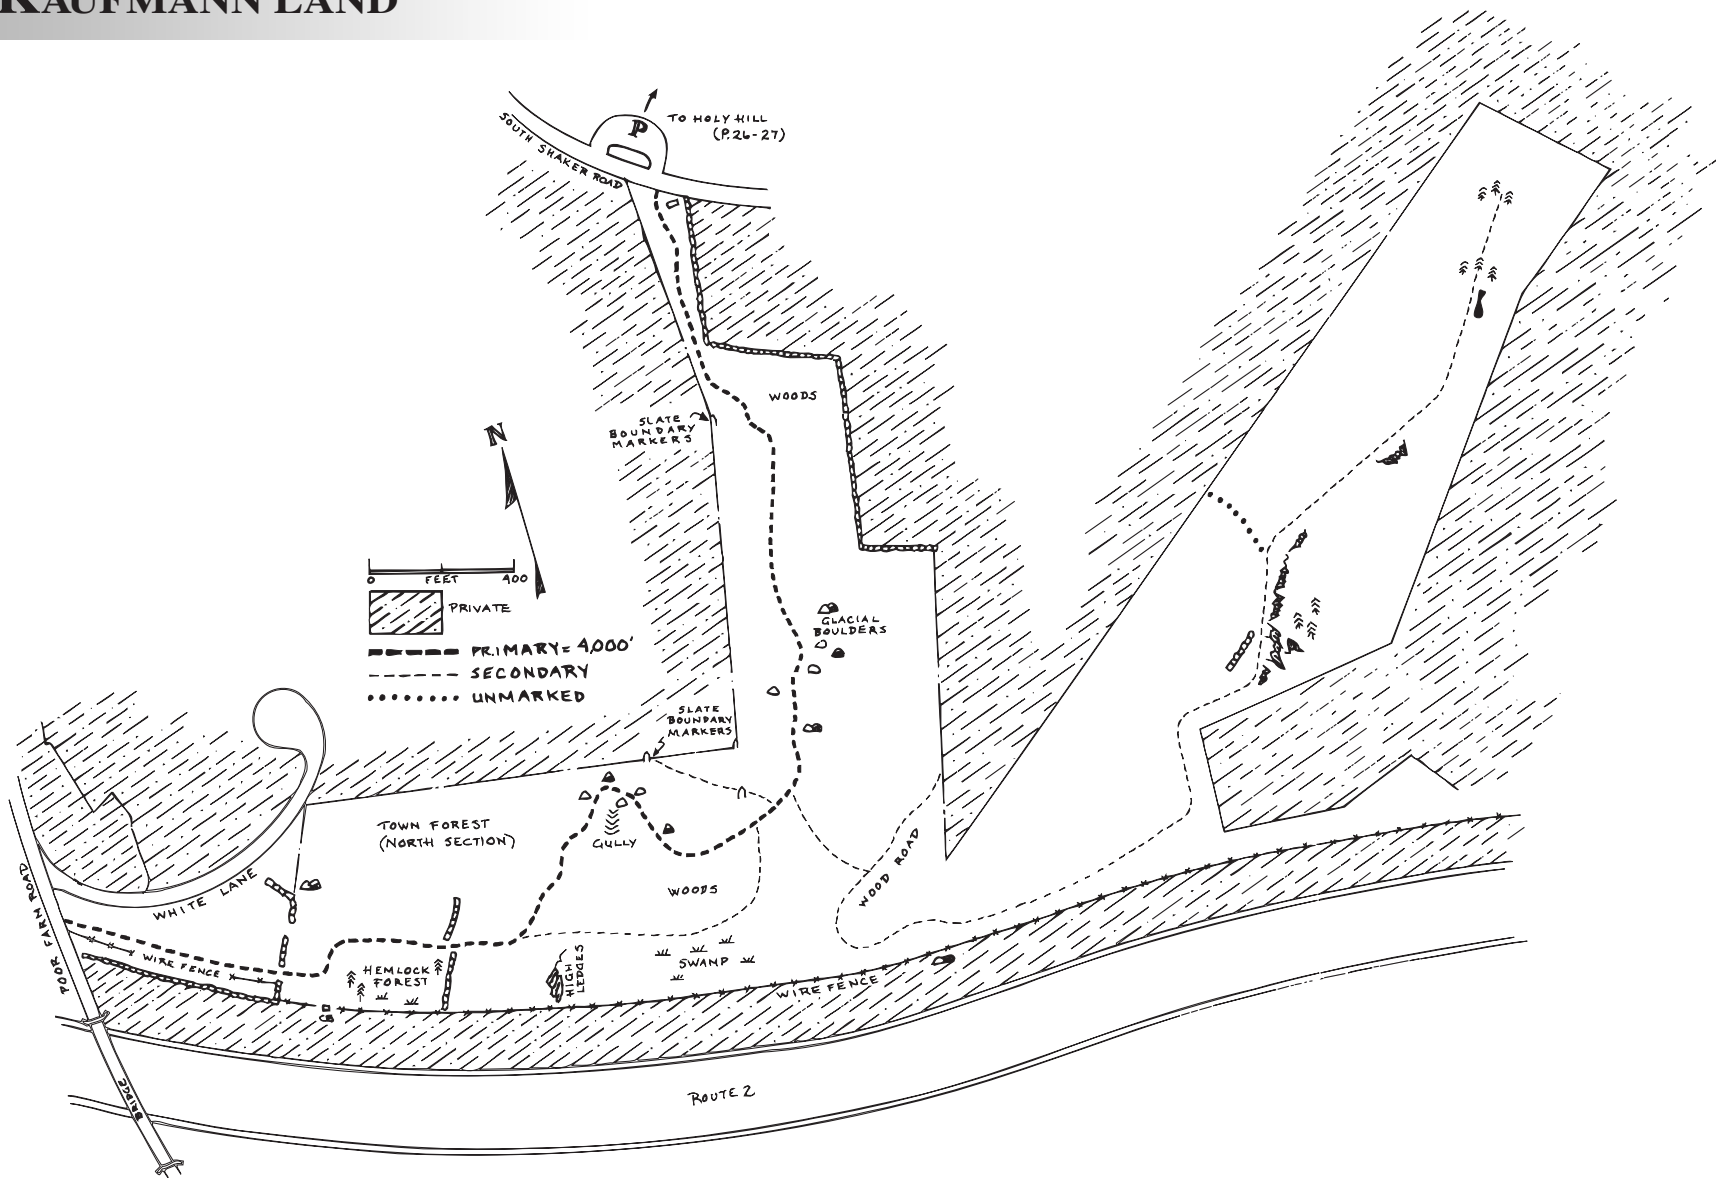 KAUFMANN LAND
P
TO HOLY HILL
(P.26-27)
SOUTH SHAKER ROAD
WOODS
SLATE
BOUNDARY
MARKERS
N
0 FEET 400
PRIVATE
PRIMARY = 4,000'
SECONDARY
UNMARKED
GLACIAL
BOULDERS
SLATE
BOUNDARY
MARKERS
TOWN FOREST
(NORTH SECTION)
GULLY
WOODS
WOOD ROAD
WHITE LANE
POOR FARM ROAD
WIRE FENCE
HEMLOCK
FOREST
HIGH
LEDGES
SWAMP
WIRE FENCE
ROUTE 2
BRIDGE